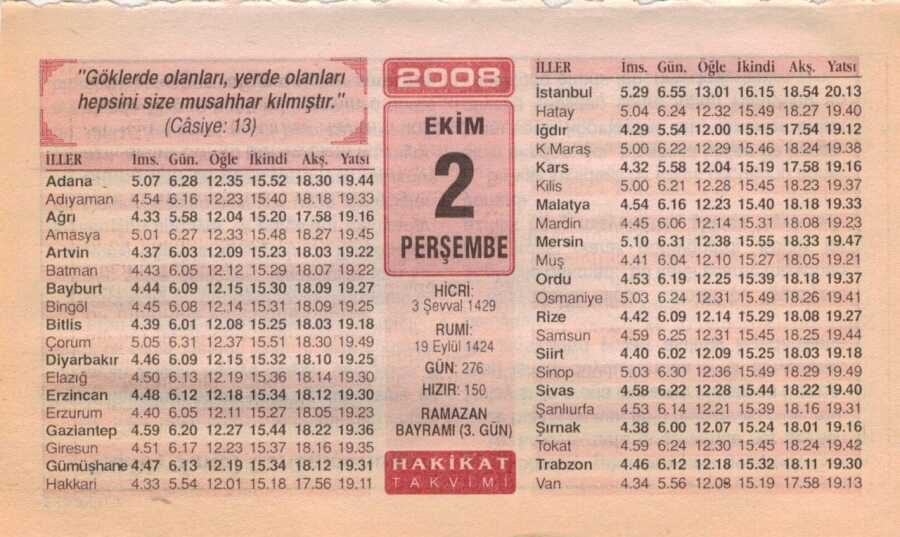 "Göklerde olanları, yerde olanları
hepsini size musahhar kılmıştır."
(Câsiye: 13)
İLLER İms. Gün. Öğle İkindi Akş. Yatsı
Adana 5.07 6.28 12.35 15.52 18.30 19.44
Adıyaman 4.54 6.16 12.23 15.40 18.18 19.33
Ağrı 4.33 5.58 12.04 15.20 17.58 19.16
Amasya 5.01 6.27 12.33 15.48 18.27 19.45
Artvin 4.37 6.03 12.09 15.23 18.03 19.22
Batman 4.43 6.05 12.12 15.29 18.07 19.22
Bayburt 4.44 6.09 12.15 15.30 18.09 19.27
Bingöl 4.45 6.08 12.14 15.31 18.09 19.25
Bitlis 4.39 6.01 12.08 15.25 18.03 19.18
Çorum 5.05 6.31 12.37 15.51 18.30 19.49
Diyarbakır 4.46 6.09 12.15 15.32 18.10 19.25
Elazığ 4.50 6.13 12.19 15.36 18.14 19.30
Erzincan 4.48 6.12 12.18 15.34 18.12 19.30
Erzurum 4.40 6.05 12.11 15.27 18.05 19.23
Gaziantep 4.59 6.20 12.27 15.44 18.22 19.36
Giresun 4.51 6.17 12.23 15.37 18.16 19.35
Gümüşhane 4.47 6.13 12.19 15.34 18.12 19.31
Hakkari 4.33 5.54 12.01 15.18 17.56 19.11
2008
EKİM
2
PERŞEMBE
HİCRİ:
3 Şevval 1429
RUMİ:
19 Eylül 1424
GÜN: 276
HIZIR: 150
RAMAZAN
BAYRAMI (3. GÜN)
HAKİKAT
TAKVİMİ
İLLER İms. Gün. Öğle İkindi Akş. Yatsı
İstanbul 5.29 6.55 13.01 16.15 18.54 20.13
Hatay 5.04 6.24 12.32 15.49 18.27 19.40
Iğdır 4.29 5.54 12.00 15.15 17.54 19.12
K.Maraş 5.00 6.22 12.29 15.46 18.24 19.38
Kars 4.32 5.58 12.04 15.19 17.58 19.16
Kilis 5.00 6.21 12.28 15.45 18.23 19.37
Malatya 4.54 6.16 12.23 15.40 18.18 19.33
Mardin 4.45 6.06 12.14 15.31 18.08 19.23
Mersin 5.10 6.31 12.38 15.55 18.33 19.47
Muş 4.41 6.04 12.10 15.27 18.05 19.21
Ordu 4.53 6.19 12.25 15.39 18.18 19.37
Osmaniye 5.03 6.24 12.31 15.49 18.26 19.41
Rize 4.42 6.09 12.14 15.29 18.08 19.27
Samsun 4.59 6.25 12.31 15.45 18.25 19.44
Siirt 4.40 6.02 12.09 15.25 18.03 19.18
Sinop 5.03 6.30 12.36 15.49 18.29 19.49
Sivas 4.58 6.22 12.28 15.44 18.22 19.40
Şanlıurfa 4.53 6.14 12.21 15.39 18.16 19.31
Şırnak 4.38 6.00 12.07 15.24 18.01 19.16
Tokat 4.59 6.24 12.30 15.45 18.24 19.42
Trabzon 4.46 6.12 12.18 15.32 18.11 19.30
Van 4.34 5.56 12.03 15.19 17.58 19.13